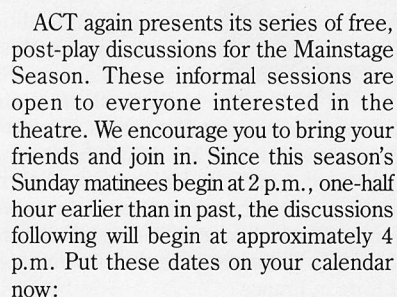 ACT again presents its series of free,
post-play discussions for the Mainstage
Season. These informal sessions are
open to everyone interested in the
theatre. We encourage you to bring your
friends and join in. Since this season's
Sunday matinees begin at 2 p.m., one-half
hour earlier than in past, the discussions
following will begin at approximately 4
p.m. Put these dates on your calendar
now: